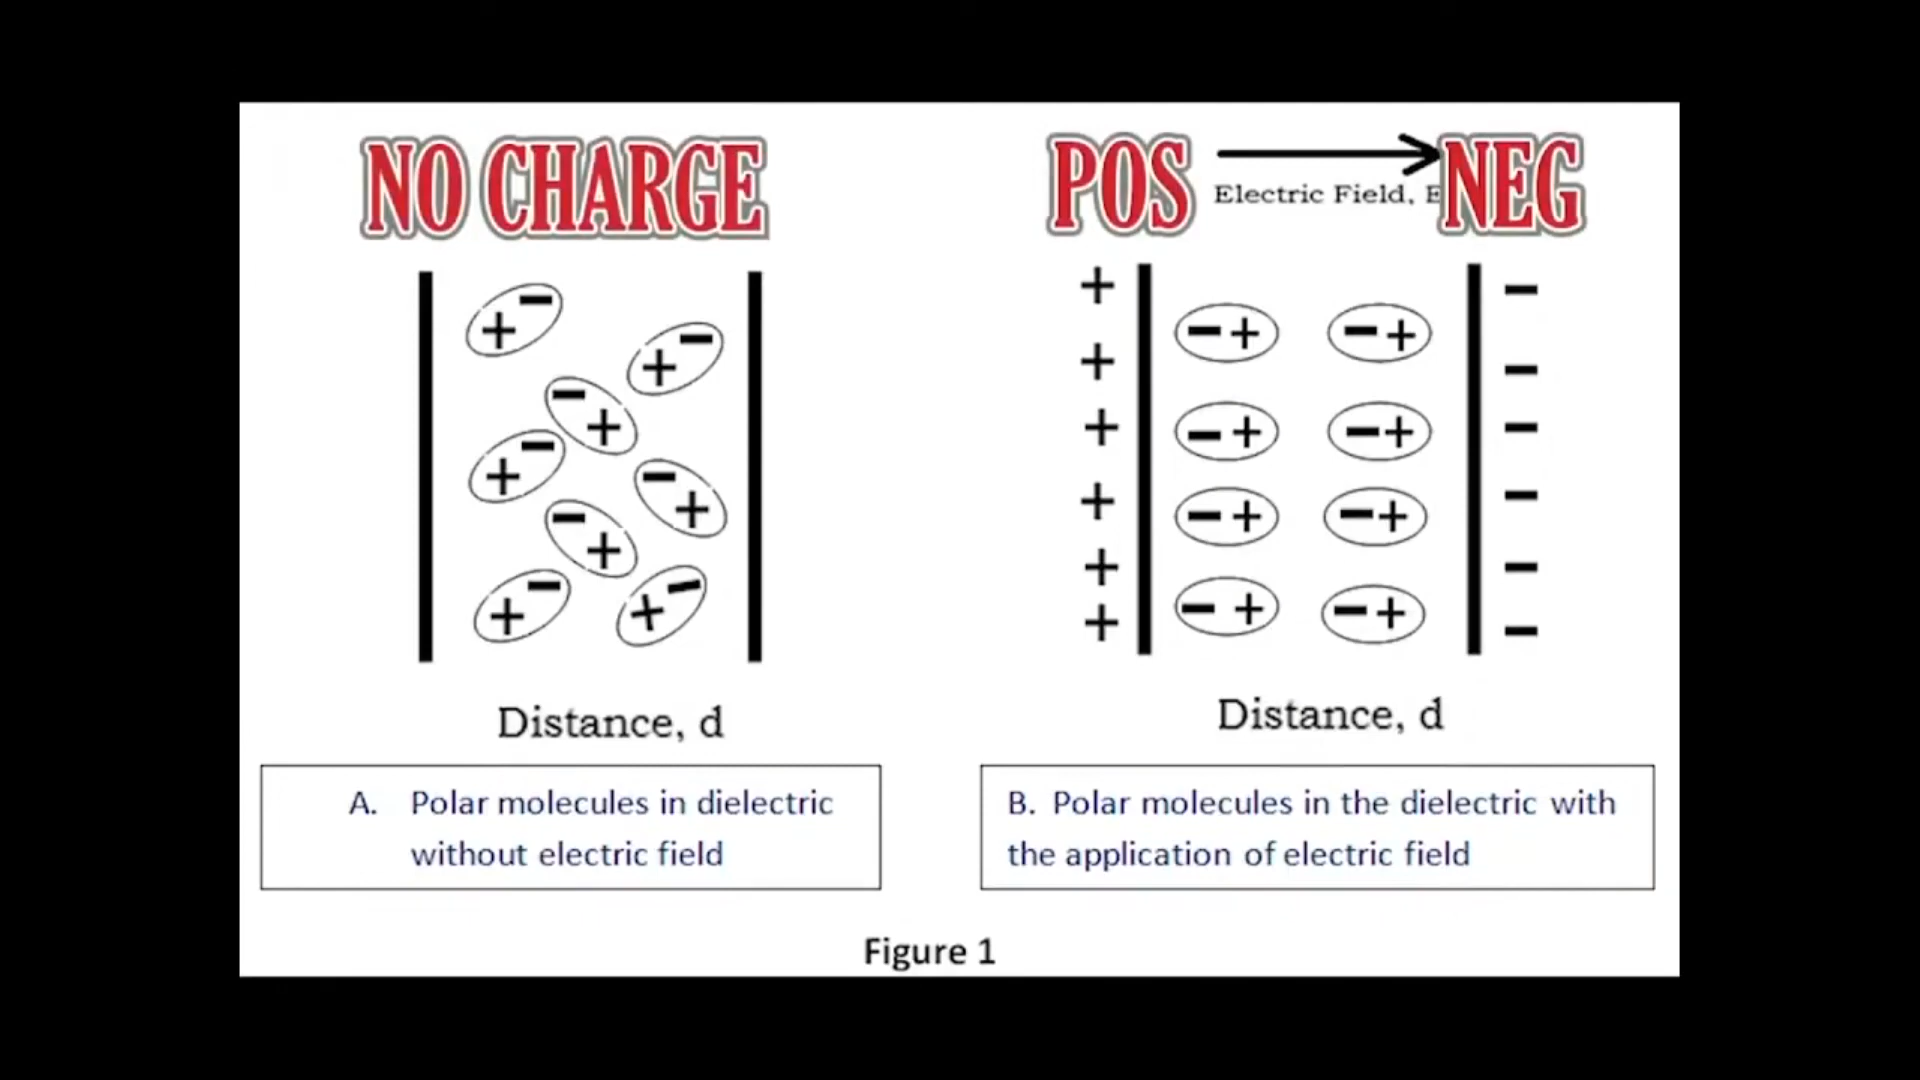 NO CHARGE
Distance, d
A. Polar molecules in dielectric
without electric field
POS NEG
Electric Field, E
Distance, d
B. Polar molecules in the dielectric with
the application of electric field
Figure 1